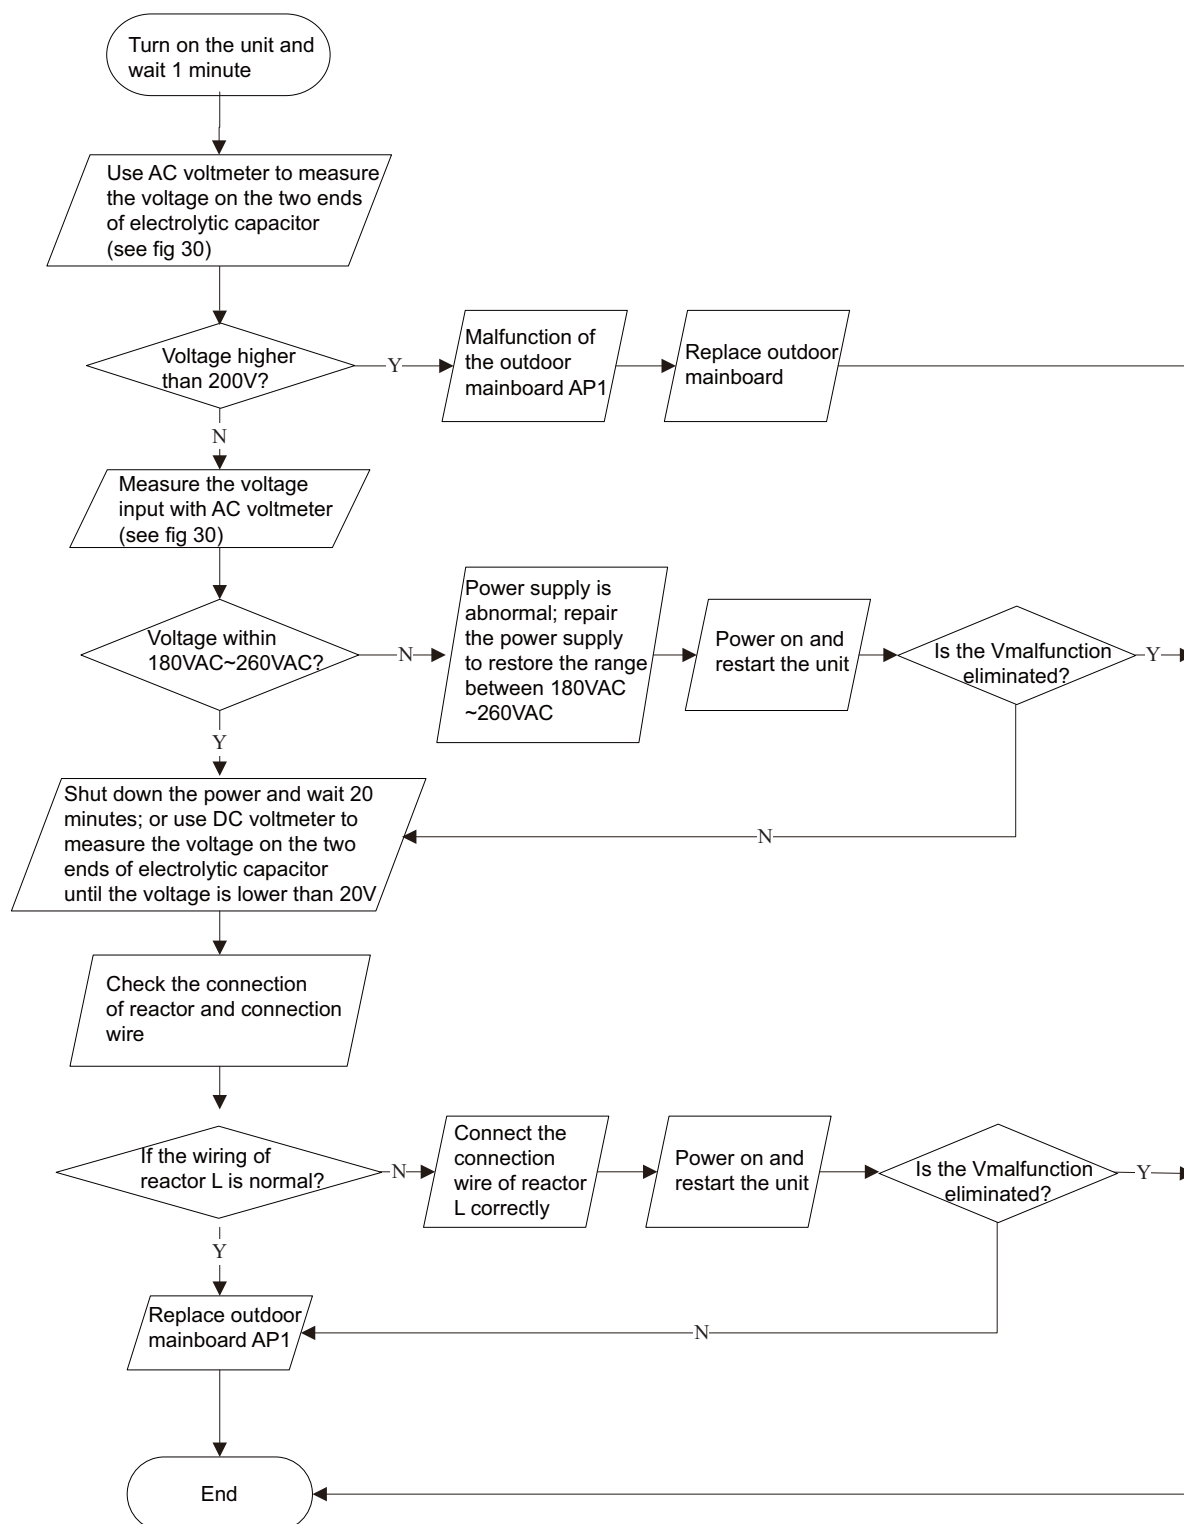 Turn on the unit and
wait 1 minute
Use AC voltmeter to measure
the voltage on the two ends
of electrolytic capacitor
(see fig 30)
Voltage higher
than 200V?
Y
Malfunction of
the outdoor
mainboard AP1
Replace outdoor
mainboard
N
Measure the voltage
input with AC voltmeter
(see fig 30)
Voltage within
180VAC~260VAC?
N
Power supply is
abnormal; repair
the power supply
to restore the range
between 180VAC
~260VAC
Power on and
restart the unit
Is the Vmalfunction
eliminated?
Y
Y
N
Shut down the power and wait 20
minutes; or use DC voltmeter to
measure the voltage on the two
ends of electrolytic capacitor
until the voltage is lower than 20V
Check the connection
of reactor and connection
wire
If the wiring of
reactor L is normal?
N
Connect the
connection
wire of reactor
L correctly
Power on and
restart the unit
Is the Vmalfunction
eliminated?
Y
Y
N
Replace outdoor
mainboard AP1
End